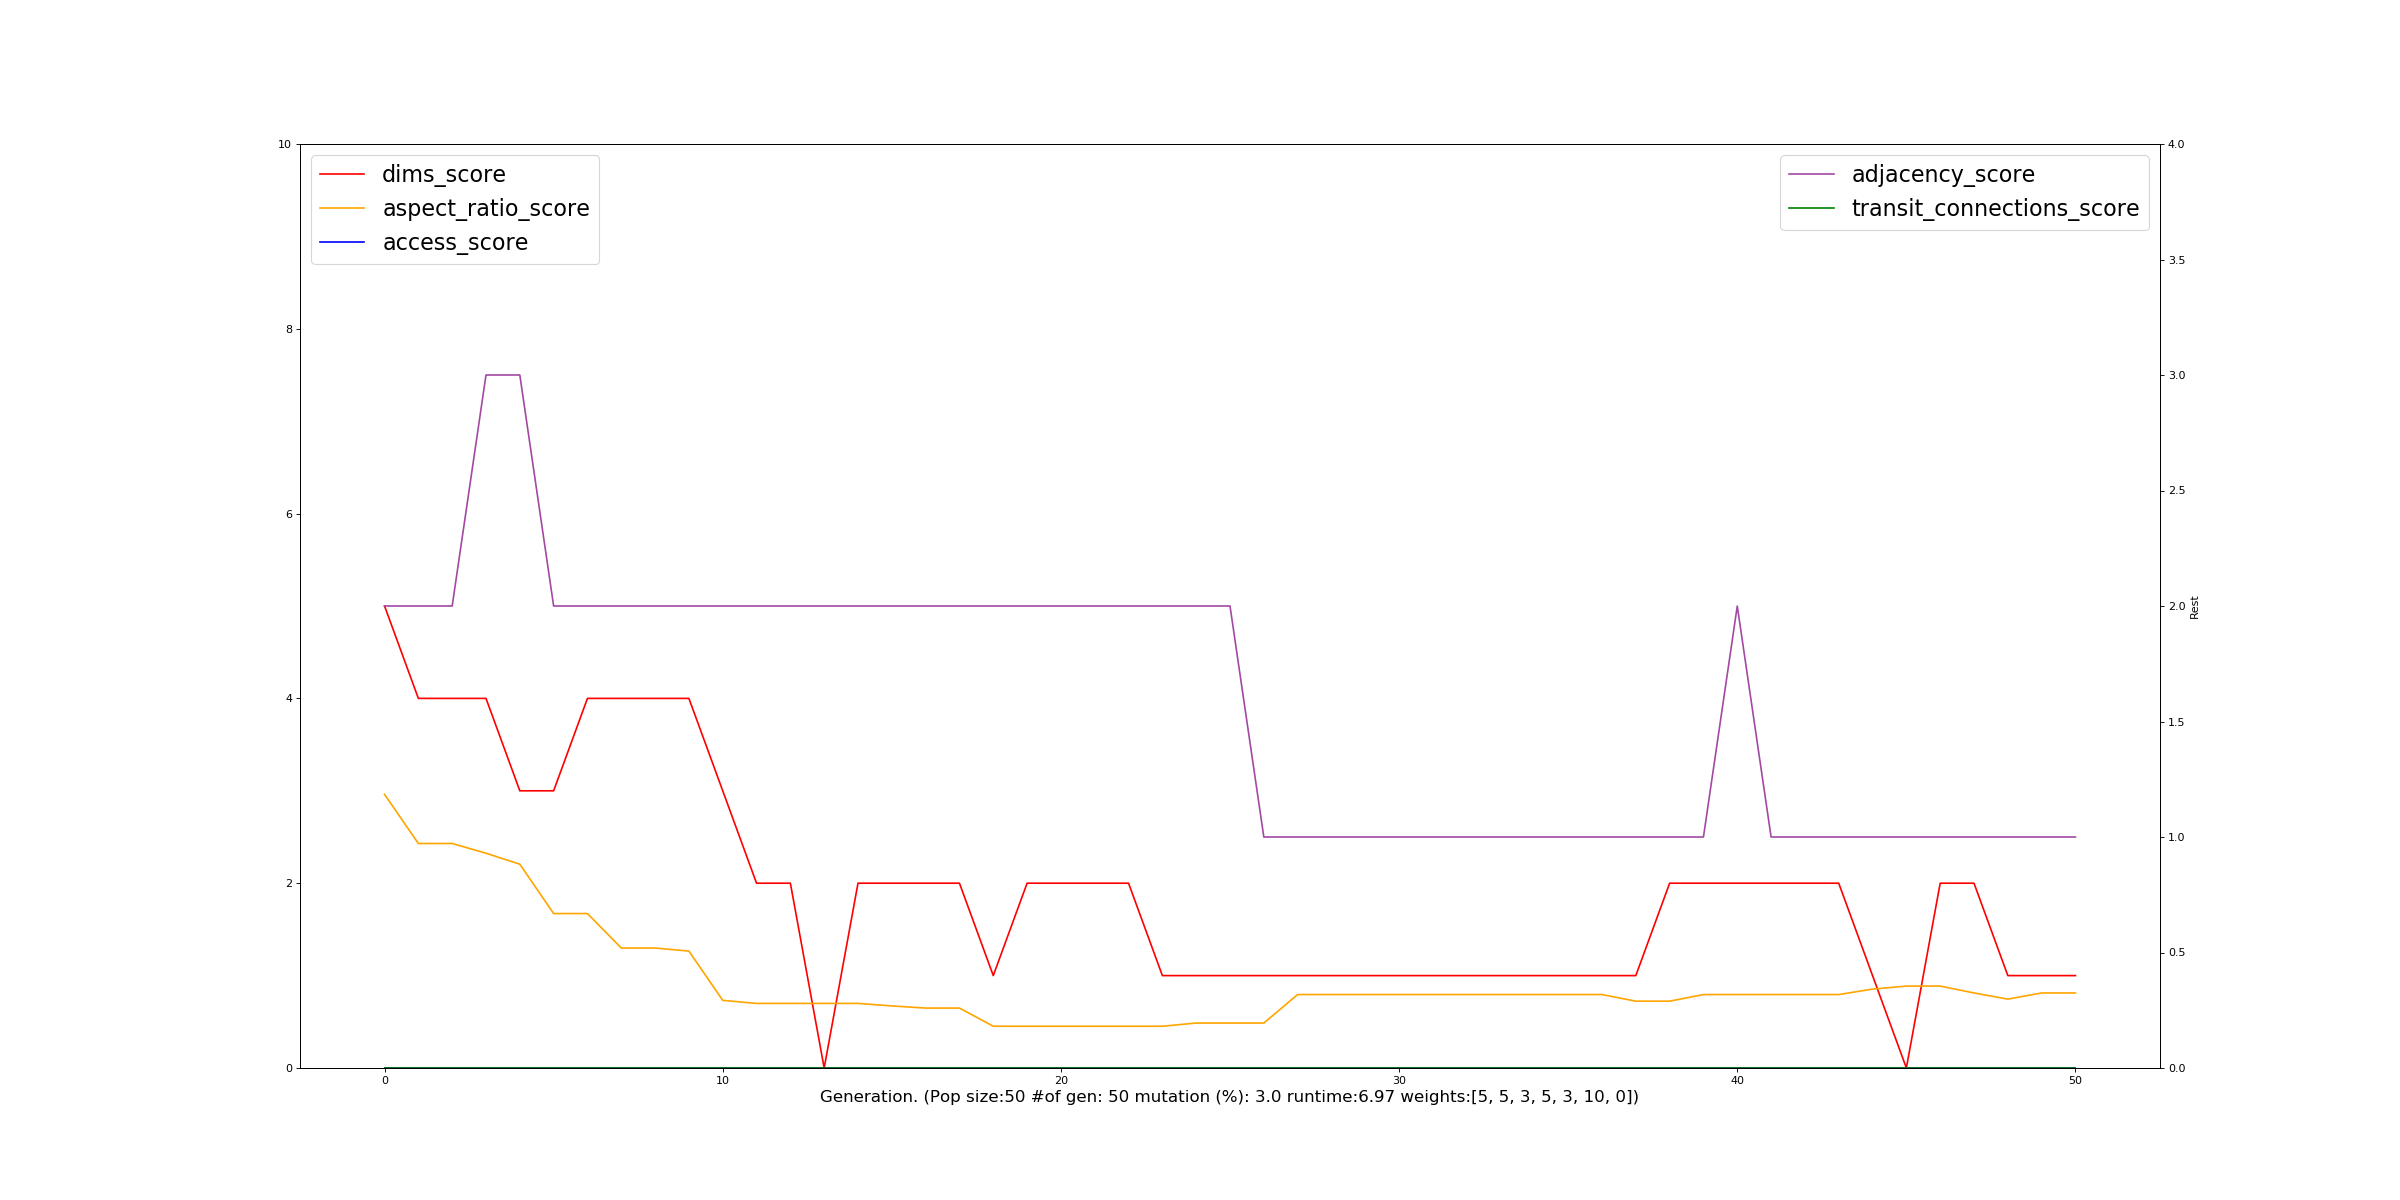 dims_score
aspect_ratio_score
access_score
adjacency_score
transit_connections_score
10
8
6
4
2
0
4.0
3.5
3.0
2.5
2.0
1.5
1.0
0.5
0.0
Rest
0 10 20 30 40 50
Generation. (Pop size:50 #of gen: 50 mutation (%): 3.0 runtime:6.97 weights:[5, 5, 3, 5, 3, 10, 0])